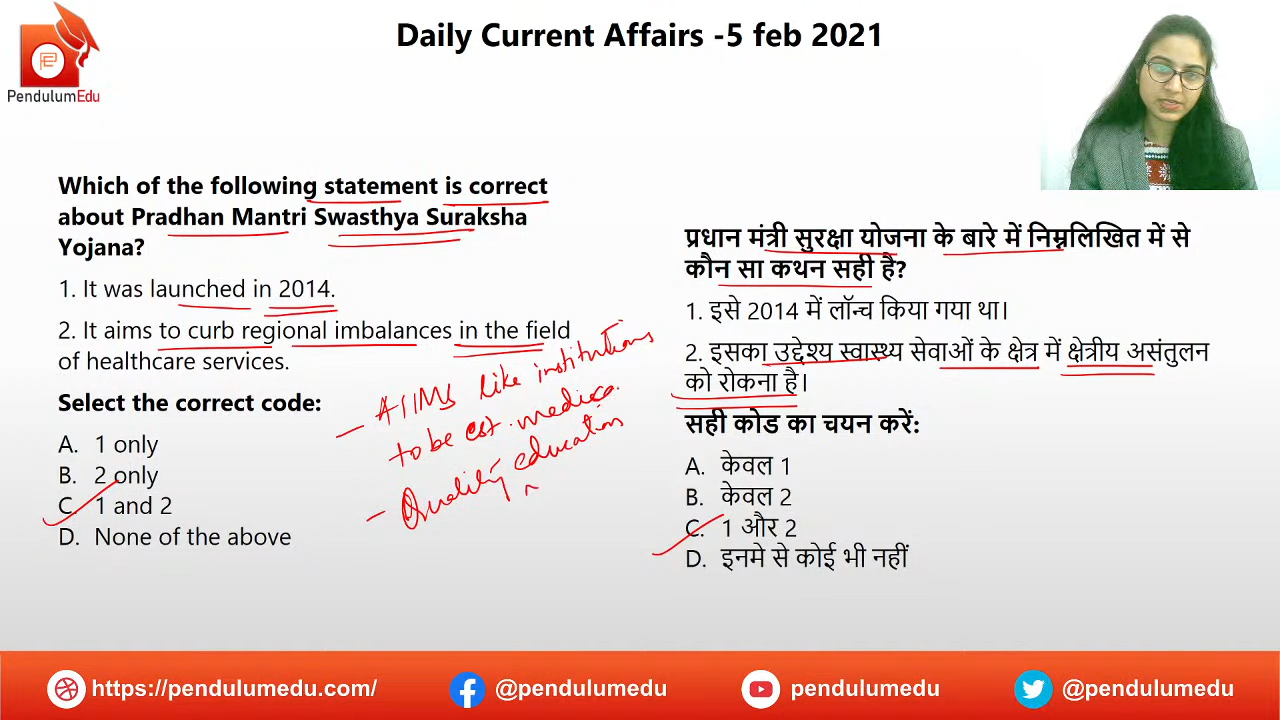 Daily Current Affairs -5 feb 2021
PendulumEdu
Which of the following statement is correct
about Pradhan Mantri Swasthya Suraksha
Yojana?
1. It was launched in 2014.
2. It aims to curb regional imbalances in the field
of healthcare services.
Select the correct code:
A. 1 only
B. 2 only
C. 1 and 2
D. None of the above
- AIIMS like institutions
to be est. medica
- Quality education
प्रधान मंत्री सुरक्षा योजना के बारे में निम्नलिखित में से
कौन सा कथन सही है?
1. इसे 2014 में लॉन्च किया गया था।
2. इसका उद्देश्य स्वास्थ्य सेवाओं के क्षेत्र में क्षेत्रीय असंतुलन
को रोकना है।
सही कोड का चयन करें:
A. केवल 1
B. केवल 2
C. 1 और 2
D. इनमे से कोई भी नहीं
https://pendulumedu.com/
@pendulumedu
pendulumedu
@pendulumedu